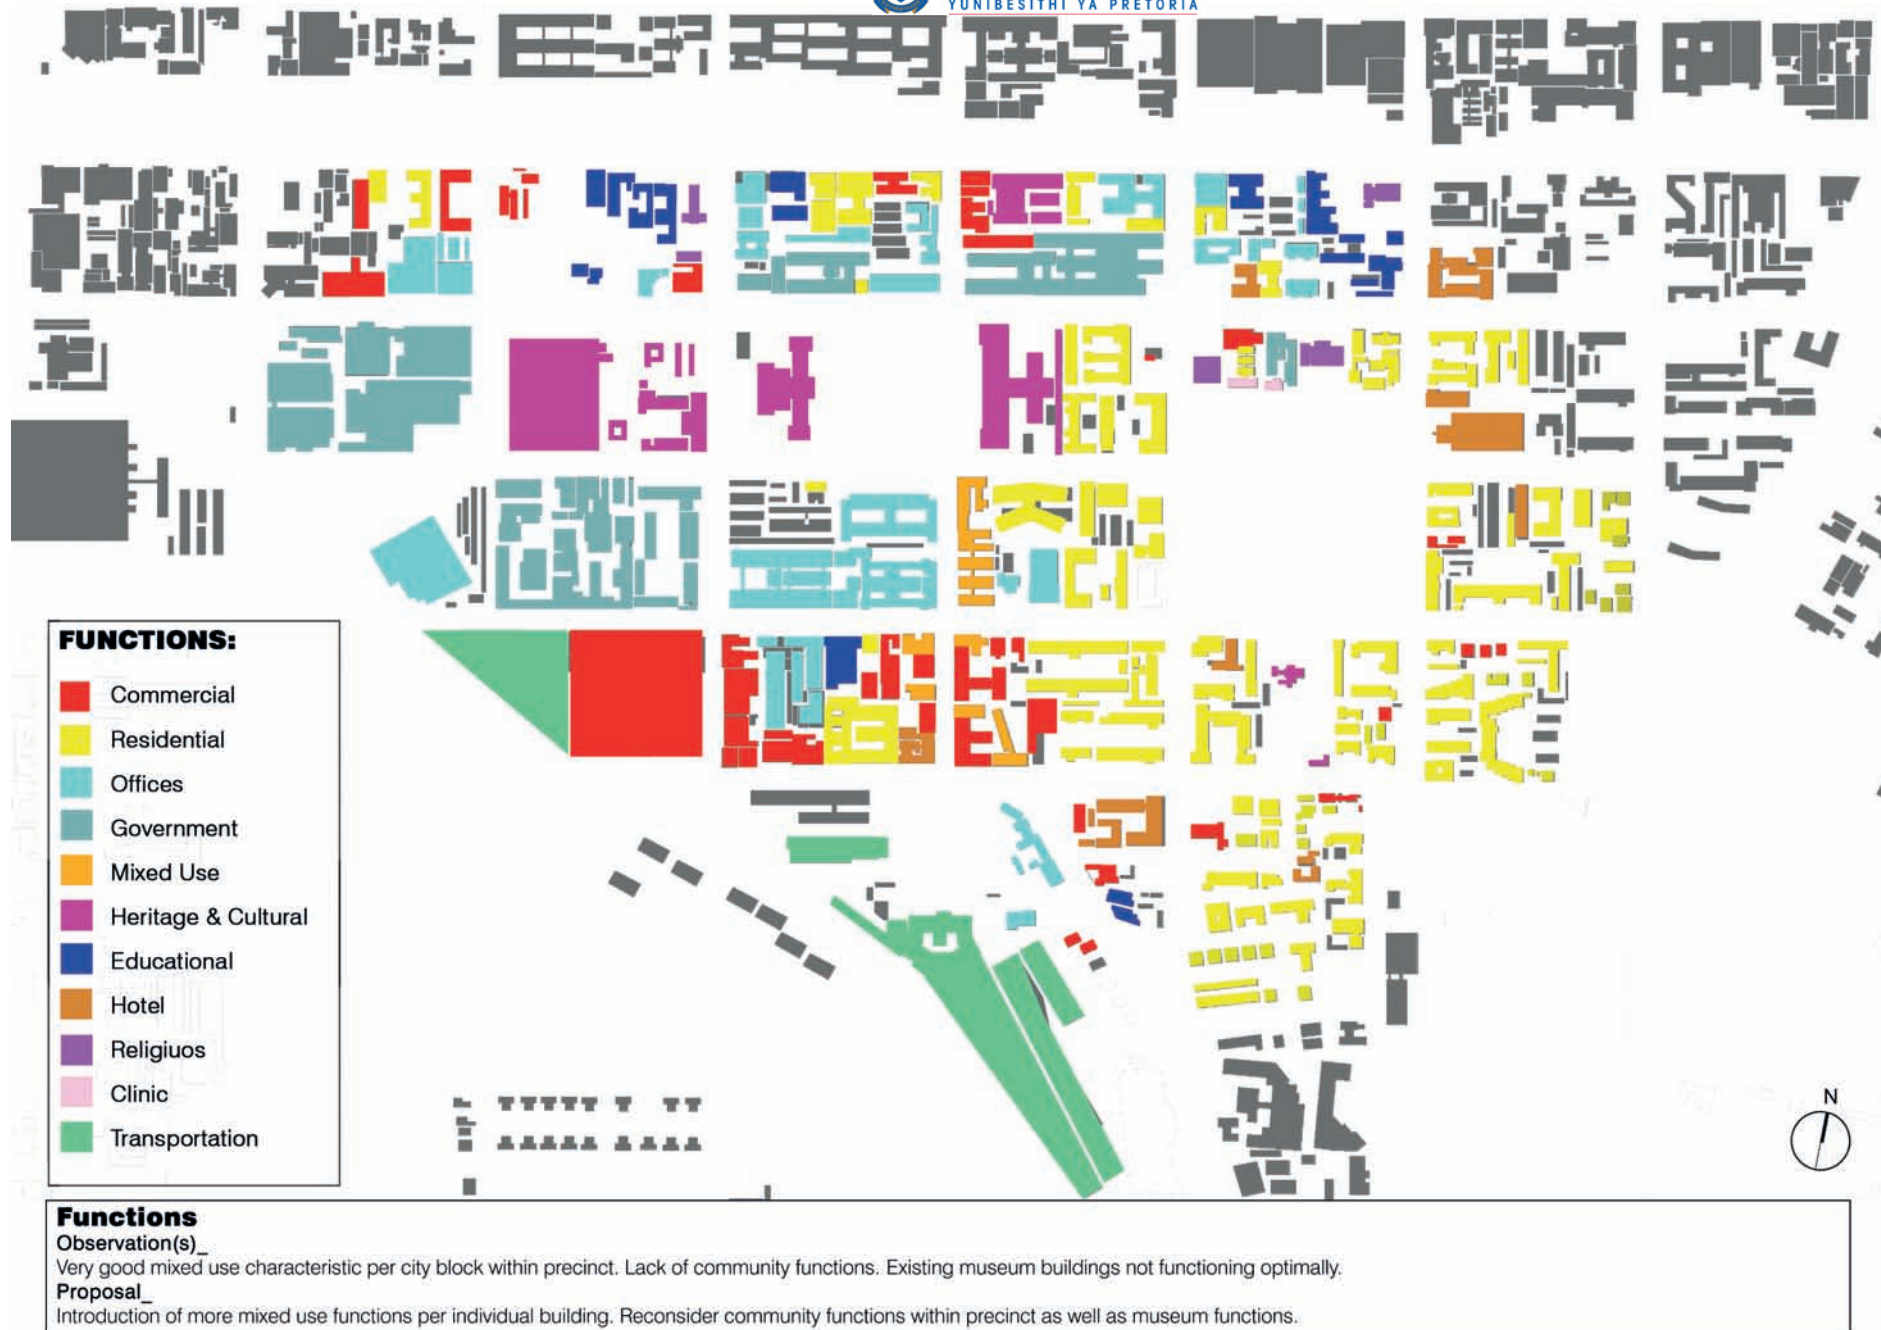 YUNIBESITHI YA PRETORIA
FUNCTIONS:
Commercial
Residential
Offices
Government
Mixed Use
Heritage & Cultural
Educational
Hotel
Religiuos
Clinic
Transportation
N
Functions
Observation(s)_
Very good mixed use characteristic per city block within precinct. Lack of community functions. Existing museum buildings not functioning optimally.
Proposal_
Introduction of more mixed use functions per individual building. Reconsider community functions within precinct as well as museum functions.